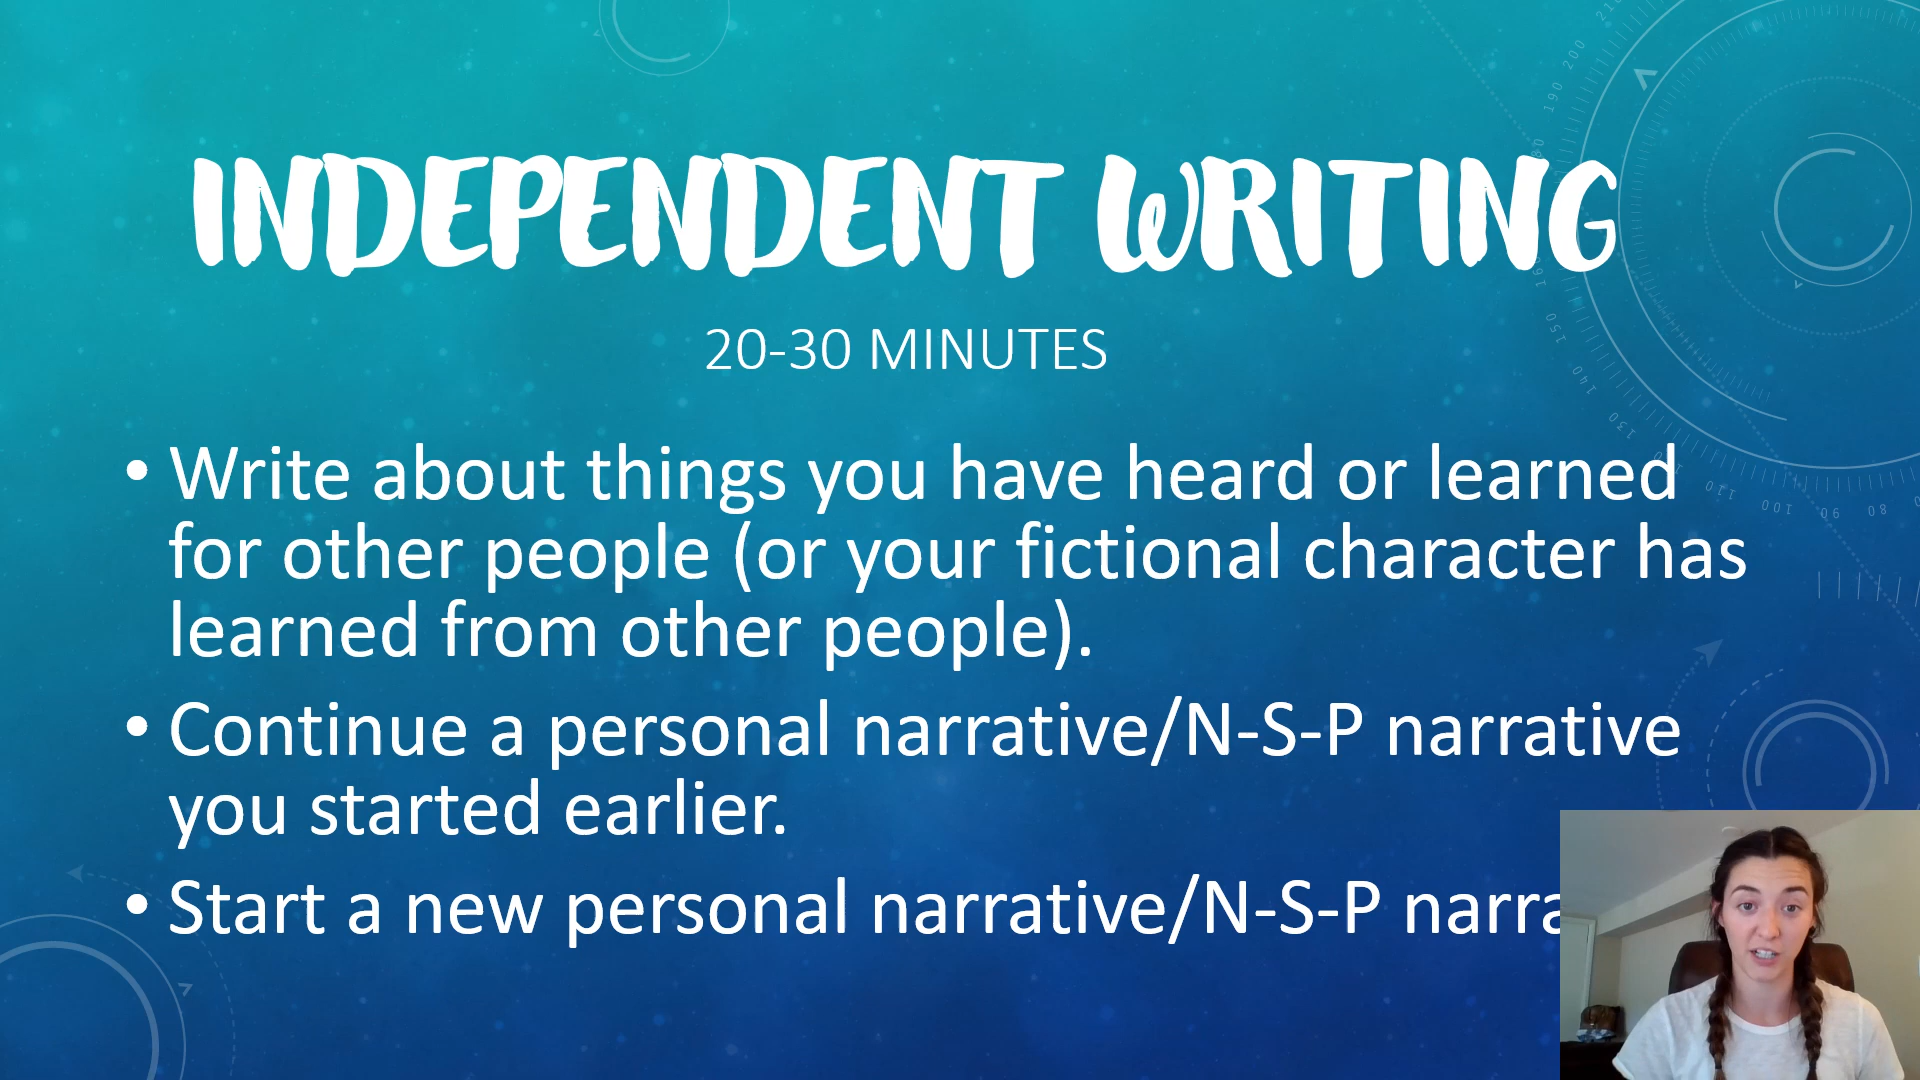 INDEPENDENT WRITING
20-30 MINUTES
• Write about things you have heard or learned
for other people (or your fictional character has
learned from other people).
• Continue a personal narrative/N-S-P narrative
you started earlier.
• Start a new personal narrative/N-S-P narra